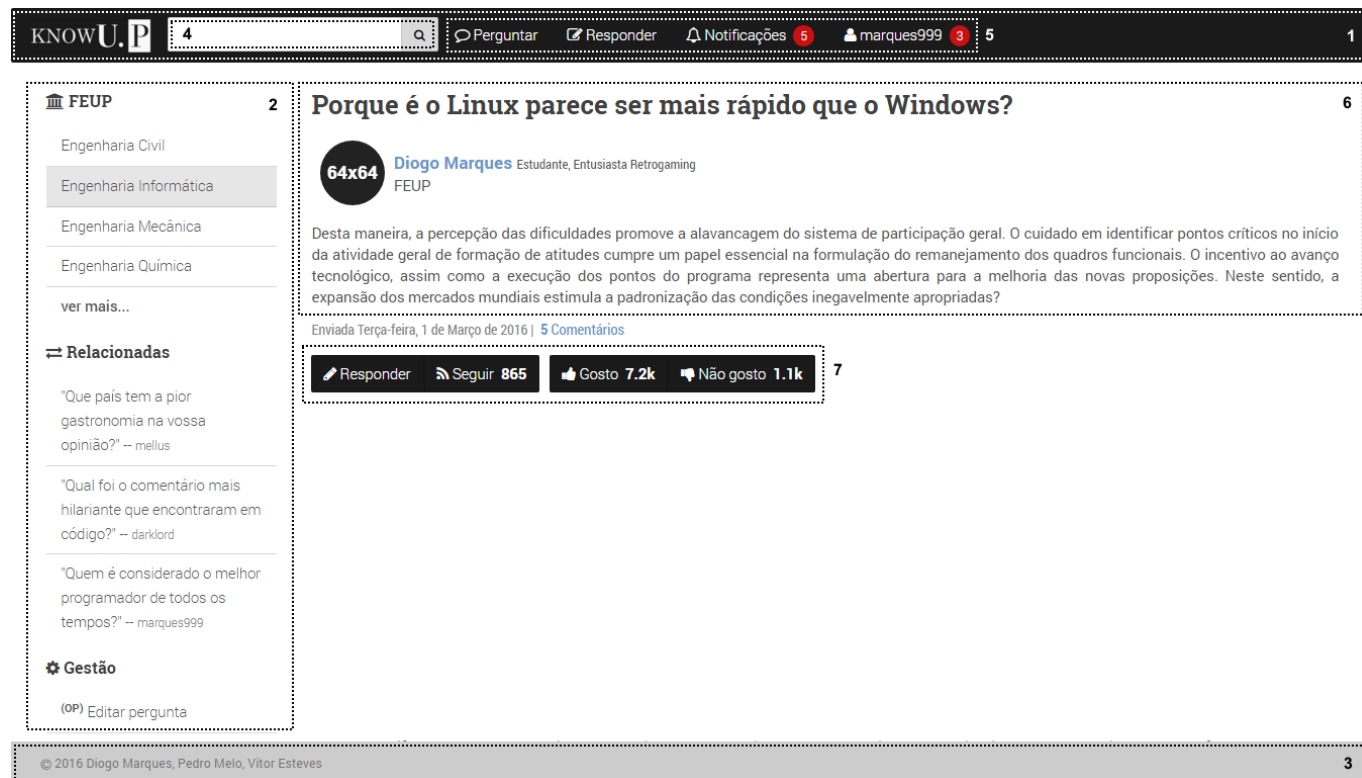 KNOWU.P
4
Perguntar Responder Notificações 5 marques999 3
5
1
FEUP
2
Engenharia Civil
Engenharia Informática
Engenharia Mecânica
Engenharia Química
ver mais...
Relacionadas
"Que país tem a pior
gastronomia na vossa
opinião?" -- mellus
"Qual foi o comentário mais
hilariante que encontraram em
código?" -- darklord
"Quem é considerado o melhor
programador de todos os
tempos?" -- marques999
Gestão
(OP) Editar pergunta
Porque é o Linux parece ser mais rápido que o Windows?
6
64x64
Diogo Marques Estudante, Entusiasta Retrogaming
FEUP
Desta maneira, a percepção das dificuldades promove a alavancagem do sistema de participação geral. O cuidado em identificar pontos críticos no início
da atividade geral de formação de atitudes cumpre um papel essencial na formulação do remanejamento dos quadros funcionais. O incentivo ao avanço
tecnológico, assim como a execução dos pontos do programa representa uma abertura para a melhoria das novas proposições. Neste sentido, a
expansão dos mercados mundiais estimula a padronização das condições inegavelmente apropriadas?
Enviada Terça-feira, 1 de Março de 2016 | 5 Comentários
Responder Seguir 865 Gosto 7.2k Não gosto 1.1k
7
© 2016 Diogo Marques, Pedro Melo, Vitor Esteves
3